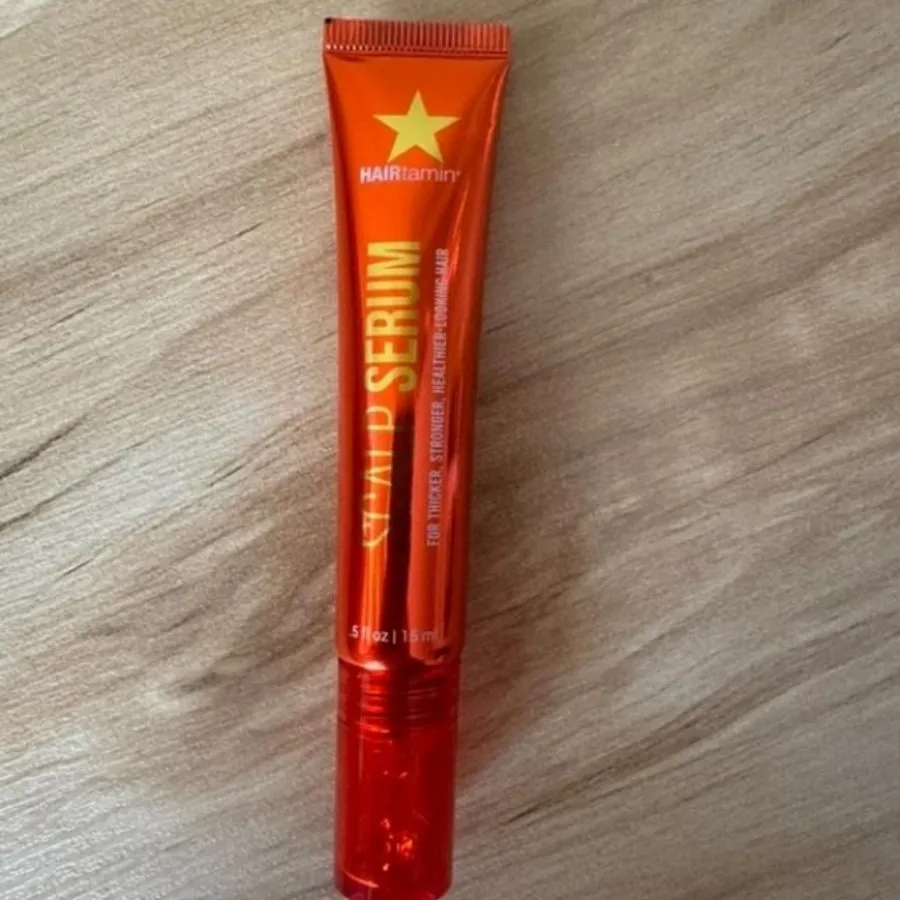 HAIRtamin
SCALP SERUM
FOR THICKER, STRONGER, HEALTHIER-LOOKING HAIR
.5 fl oz | 15 ml